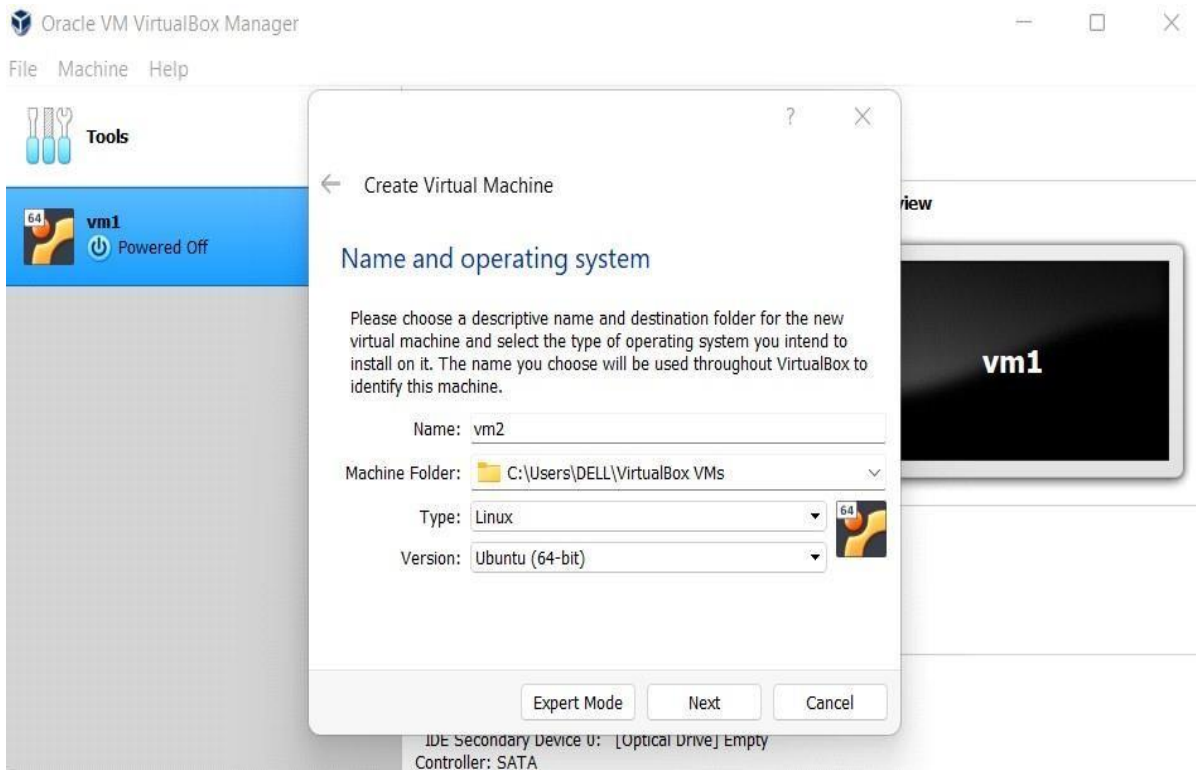 Oracle VM VirtualBox Manager
File Machine Help
Tools
64
vm1
Powered Off
?
Create Virtual Machine
Name and operating system
Please choose a descriptive name and destination folder for the new
virtual machine and select the type of operating system you intend to
install on it. The name you choose will be used throughout VirtualBox to
identify this machine.
Name: vm2
Machine Folder: C:\Users\DELL\VirtualBox VMs
Type: Linux
64
Version: Ubuntu (64-bit)
Expert Mode Next Cancel
view
vm1
IDE Secondary Device 0: [Optical Drive] Empty
Controller: SATA